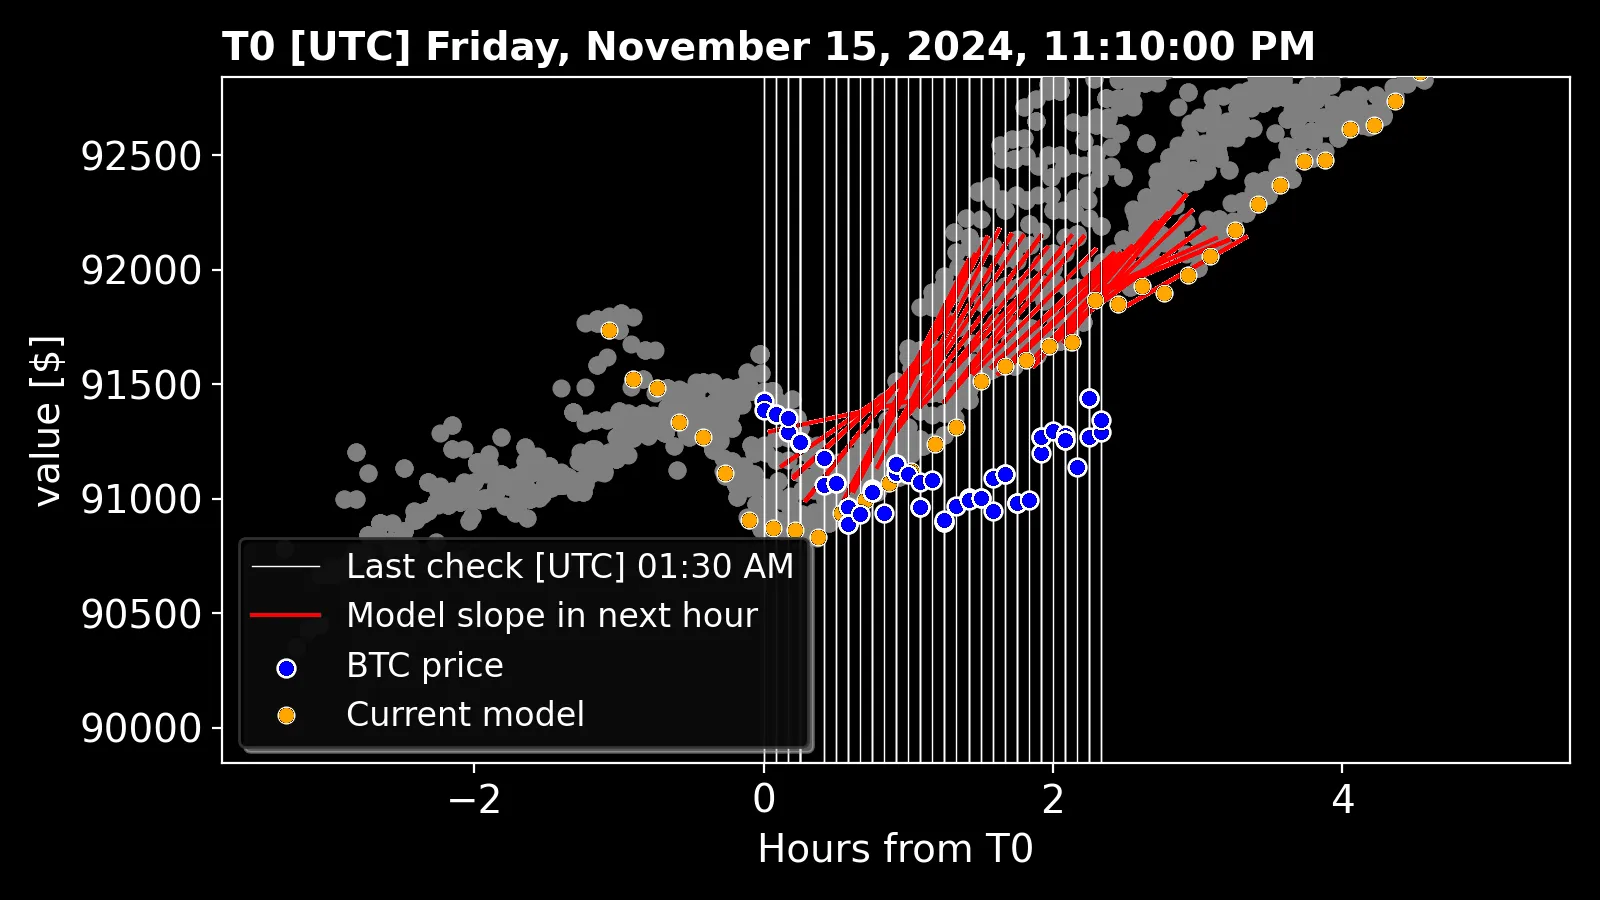 T0 [UTC] Friday, November 15, 2024, 11:10:00 PM
value [$]
92500
92000
91500
91000
90500
90000
Last check [UTC] 01:30 AM
Model slope in next hour
BTC price
Current model
−2 0 2 4
Hours from T0